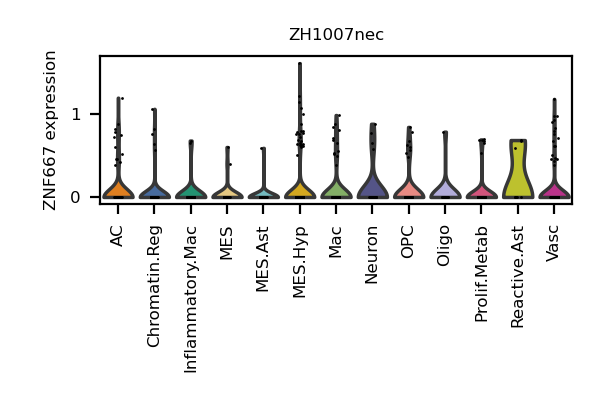 ZH1007nec
ZNF667 expression
1
0
AC
Chromatin.Reg
Inflammatory.Mac
MES
MES.Ast
MES.Hyp
Mac
Neuron
OPC
Oligo
Prolif.Metab
Reactive.Ast
Vasc